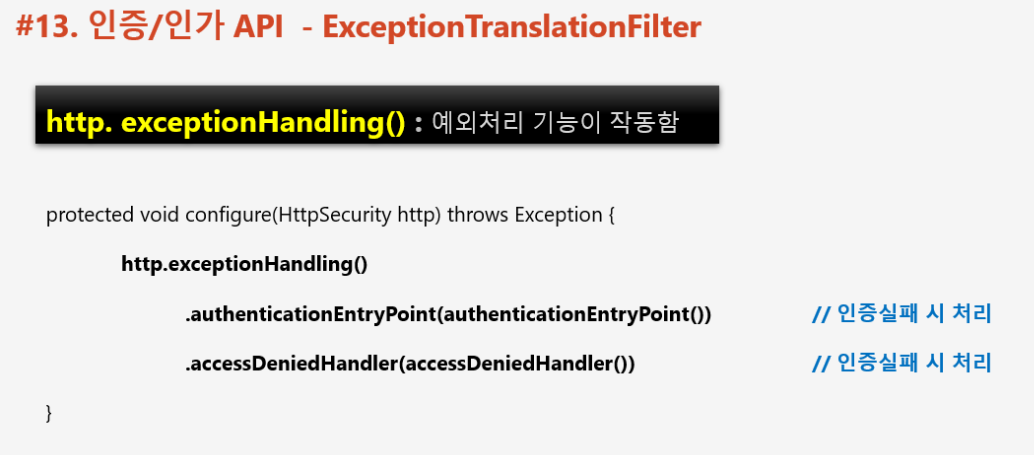 #13. 인증/인가 API - ExceptionTranslationFilter
http. exceptionHandling() : 예외처리 기능이 작동함
protected void configure(HttpSecurity http) throws Exception {
http.exceptionHandling()
.authenticationEntryPoint(authenticationEntryPoint()) // 인증실패 시 처리
.accessDeniedHandler(accessDeniedHandler()) // 인증실패 시 처리
}